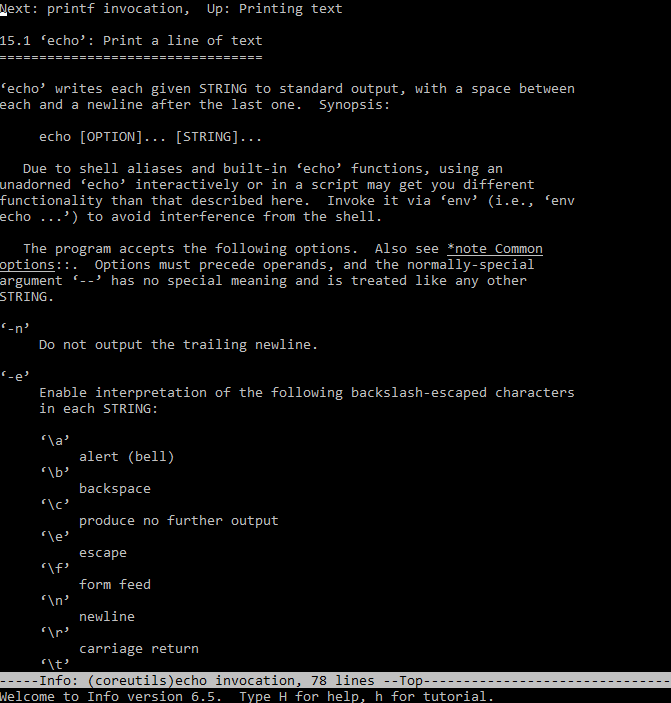 Next: printf invocation,  Up: Printing text
15.1 ‘echo’: Print a line of text
=================================
‘echo’ writes each given STRING to standard output, with a space between
each and a newline after the last one.  Synopsis:
echo [OPTION]... [STRING]...
Due to shell aliases and built-in ‘echo’ functions, using an
unadorned ‘echo’ interactively or in a script may get you different
functionality than that described here.  Invoke it via ‘env’ (i.e., ‘env
echo ...’) to avoid interference from the shell.
The program accepts the following options.  Also see *note Common
options::.  Options must precede operands, and the normally-special
argument ‘--’ has no special meaning and is treated like any other
STRING.
‘-n’
Do not output the trailing newline.
‘-e’
Enable interpretation of the following backslash-escaped characters
in each STRING:
‘\a’
alert (bell)
‘\b’
backspace
‘\c’
produce no further output
‘\e’
escape
‘\f’
form feed
‘\n’
newline
‘\r’
carriage return
‘\t’
-----Info: (coreutils)echo invocation, 78 lines --Top-------------------------------
Welcome to Info version 6.5.  Type H for help, h for tutorial.